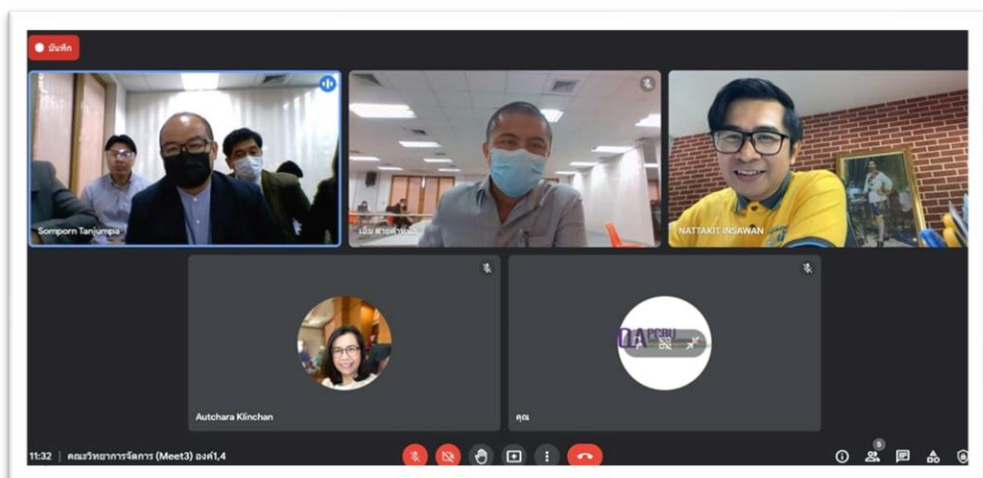 บันทึก
Somporn Tanjumpa
NATTAKIT INSAWAN
QA PCRU
Autchara Klinchan
คุณ
5
11:32 | คณะวิทยาการจัดการ (Meet3) องค์1,4